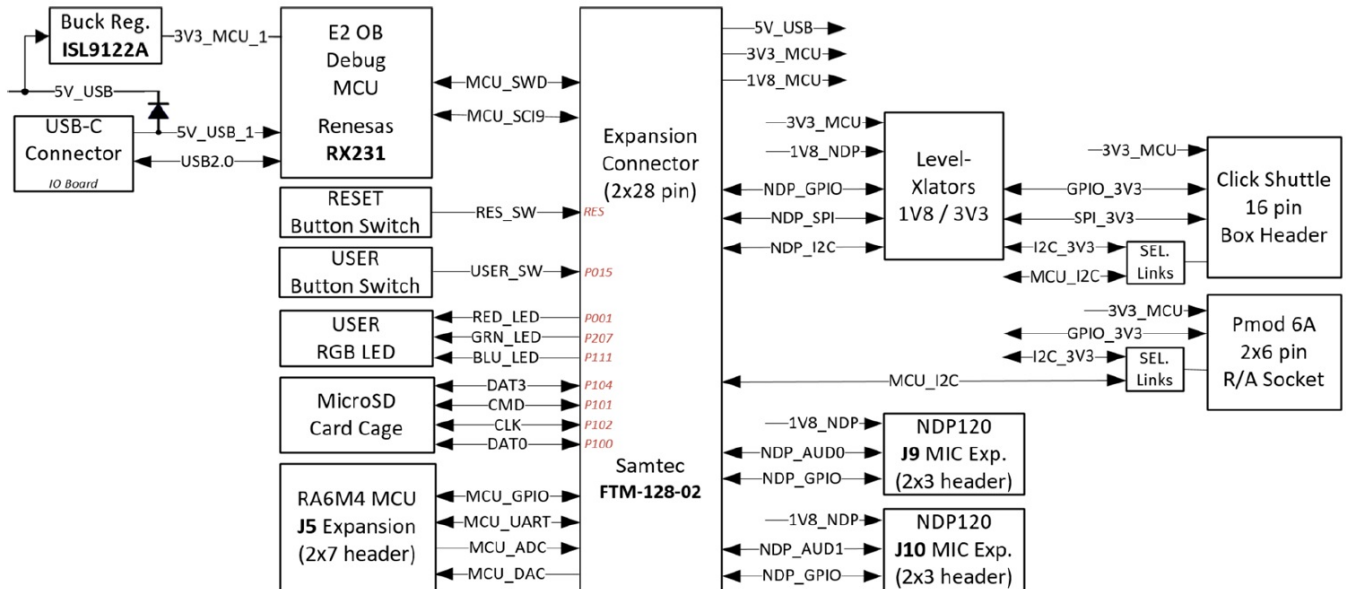 Buck Reg.
ISL9122A
3V3_MCU_1
5V_USB
USB-C
Connector
IO Board
5V_USB_1
USB2.0
E2 OB
Debug
MCU
Renesas
RX231
MCU_SWD
MCU_SCI9
RESET
Button Switch
RES_SW
RES
USER
Button Switch
USER_SW
P015
USER
RGB LED
RED_LED
P001
GRN_LED
P207
BLU_LED
P111
MicroSD
Card Cage
DAT3
P104
CMD
P101
CLK
P102
DAT0
P100
RA6M4 MCU
J5 Expansion
(2x7 header)
MCU_GPIO
MCU_UART
MCU_ADC
MCU_DAC
Expansion
Connector
(2x28 pin)
Samtec
FTM-128-02
5V_USB
3V3_MCU
1V8_MCU
3V3_MCU
1V8_NDP
NDP_GPIO
NDP_SPI
NDP_I2C
Level-
Xlators
1V8 / 3V3
3V3_MCU
GPIO_3V3
SPI_3V3
I2C_3V3
MCU_I2C
SEL.
Links
Click Shuttle
16 pin
Box Header
3V3_MCU
GPIO_3V3
I2C_3V3
MCU_I2C
SEL.
Links
Pmod 6A
2x6 pin
R/A Socket
1V8_NDP
NDP_AUD0
NDP_GPIO
NDP120
J9 MIC Exp.
(2x3 header)
1V8_NDP
NDP_AUD1
NDP_GPIO
NDP120
J10 MIC Exp.
(2x3 header)